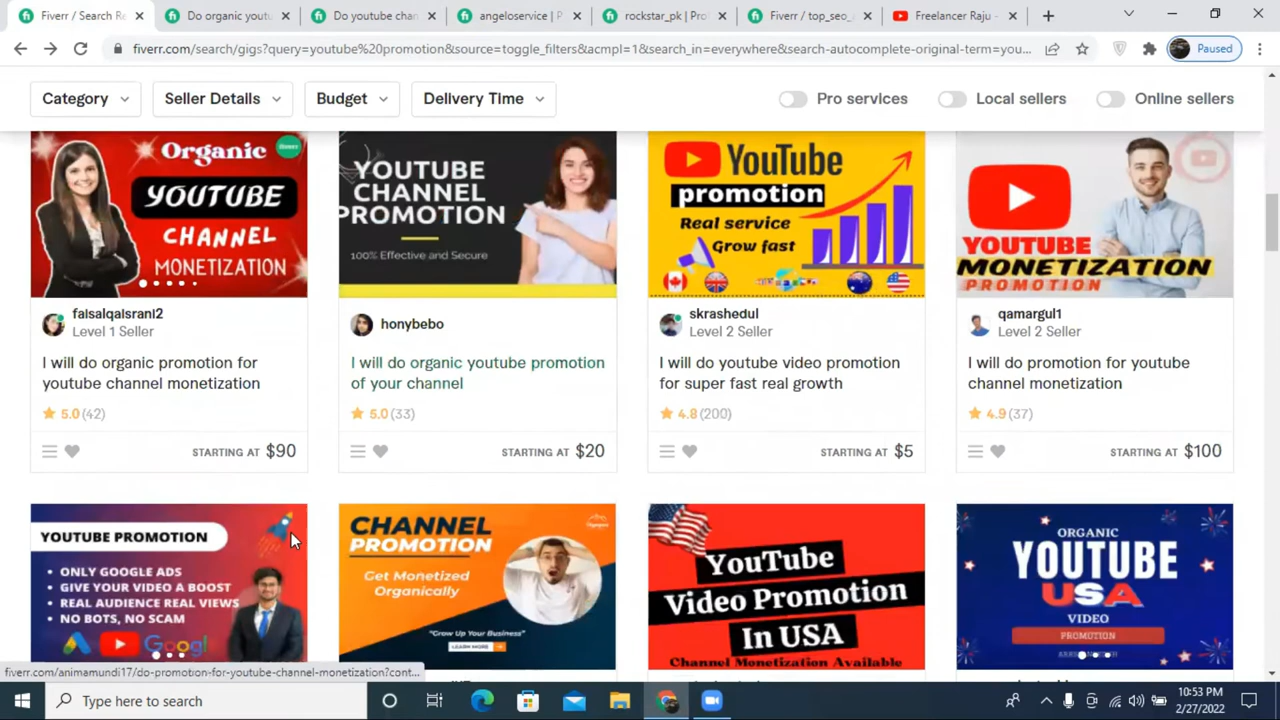 Fiverr / Search Re
Do organic yout
Do youtube chan
angeloservice | P
rockstar_pk | Pro
Fiverr / top_seo_
Freelancer Raju -
fiverr.com/search/gigs?query=youtube%20promotion&source=toggle_filters&acmpl=1&search_in=everywhere&search-autocomplete-original-term=you...
Paused
Category
Seller Details
Budget
Delivery Time
Pro services
Local sellers
Online sellers
Organic
YOUTUBE
CHANNEL
MONETIZATION
YOUTUBE
CHANNEL
PROMOTION
100% Effective and Secure
YouTube
promotion
Real service
Grow fast
YOUTUBE
MONETIZATION
PROMOTION
faisalqaisrani2
Level 1 Seller
honybebo
skrashedul
Level 2 Seller
qamargul1
Level 2 Seller
I will do organic promotion for
youtube channel monetization
I will do organic youtube promotion
of your channel
I will do youtube video promotion
for super fast real growth
I will do promotion for youtube
channel monetization
5.0 (42)
5.0 (33)
4.8 (200)
4.9 (37)
STARTING AT $90
STARTING AT $20
STARTING AT $5
STARTING AT $100
YOUTUBE PROMOTION
• ONLY GOOGLE ADS
• GIVE YOUR VIDEO A BOOST
• REAL AUDIENCE REAL VIEWS
• NO BOTS, NO SCAM
CHANNEL
PROMOTION
Get Monetized
Organically
"Grow Up Your Business"
LEARN MORE
YouTube
Video Promotion
In USA
Channel Monetization Available
ORGANIC
YOUTUBE
USA
VIDEO
PROMOTION
fiverr.com/animamundi17/do-promotion-for-youtube-channel-monetization?cont...
Type here to search
10:53 PM
2/27/2022